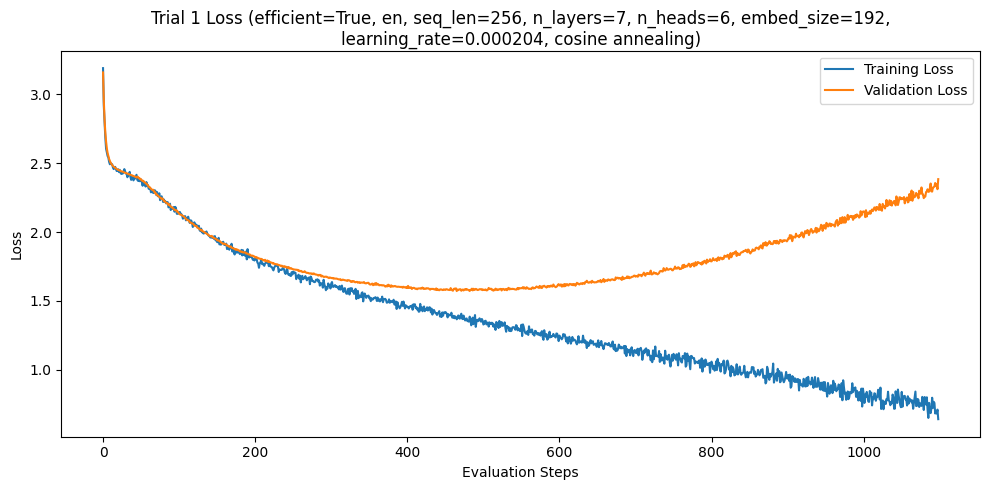 Trial 1 Loss (efficient=True, en, seq_len=256, n_layers=7, n_heads=6, embed_size=192,
learning_rate=0.000204, cosine annealing)
Training Loss
Validation Loss
3.0
2.5
2.0
1.5
1.0
Loss
0
200
400
600
800
1000
Evaluation Steps